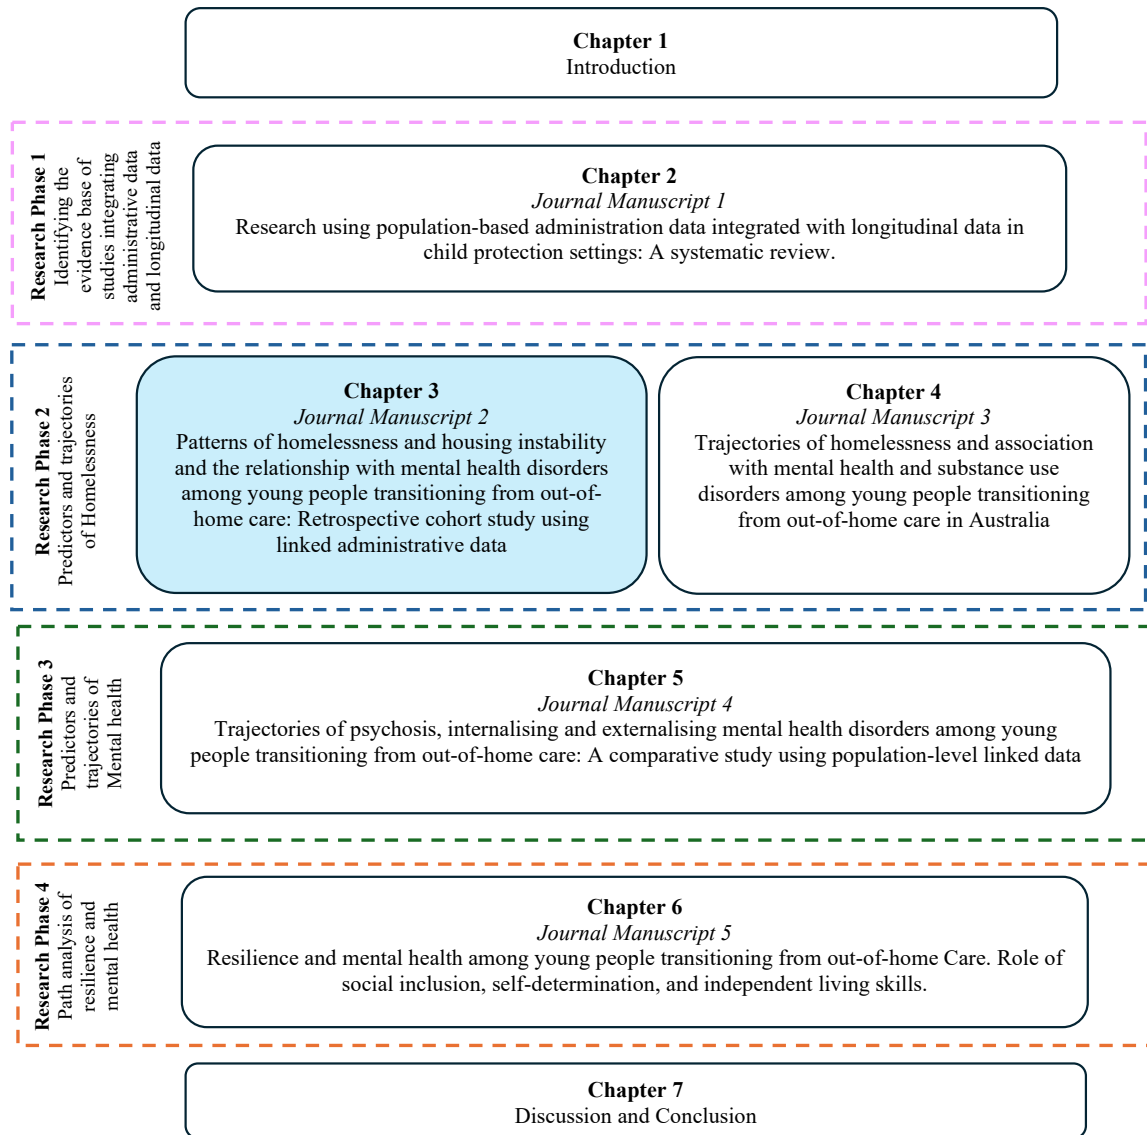 Chapter 1
Introduction
Research Phase 1
Identifying the
evidence base of
studies integrating
administrative data
and longitudinal data
Chapter 2
Journal Manuscript 1
Research using population-based administration data integrated with longitudinal data in
child protection settings: A systematic review.
Research Phase 2
Predictors and trajectories
of Homelessness
Chapter 3
Journal Manuscript 2
Patterns of homelessness and housing instability
and the relationship with mental health disorders
among young people transitioning from out-of-
home care: Retrospective cohort study using
linked administrative data
Chapter 4
Journal Manuscript 3
Trajectories of homelessness and association
with mental health and substance use
disorders among young people transitioning
from out-of-home care in Australia
Research Phase 3
Predictors and
trajectories of
Mental health
Chapter 5
Journal Manuscript 4
Trajectories of psychosis, internalising and externalising mental health disorders among young
people transitioning from out-of-home care: A comparative study using population-level linked data
Research Phase 4
Path analysis of
resilience and
mental health
Chapter 6
Journal Manuscript 5
Resilience and mental health among young people transitioning from out-of-home Care. Role of
social inclusion, self-determination, and independent living skills.
Chapter 7
Discussion and Conclusion